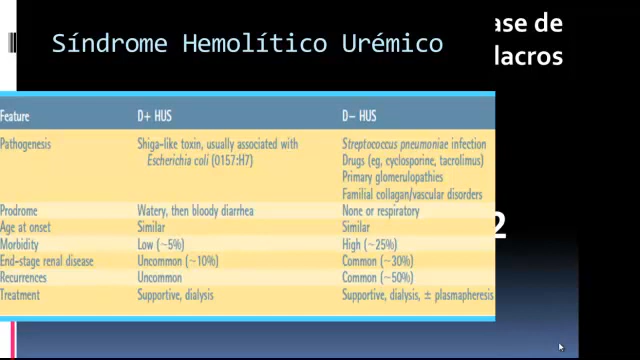 Síndrome Hemolítico Urémico
ase de
lacros
Feature D+ HUS D− HUS
Pathogenesis Shiga-like toxin, usually associated with Streptococcus pneumoniae infection
Escherichia coli (0157:H7) Drugs (eg, cyclosporine, tacrolimus)
Primary glomerulopathies
Familial collagen/vascular disorders
Prodrome Watery, then bloody diarrhea None or respiratory
Age at onset Similar Similar
Morbidity Low (~5%) High (~25%)
End-stage renal disease Uncommon (~10%) Common (~30%)
Recurrences Uncommon Common (~50%)
Treatment Supportive, dialysis Supportive, dialysis, ± plasmapheresis
2